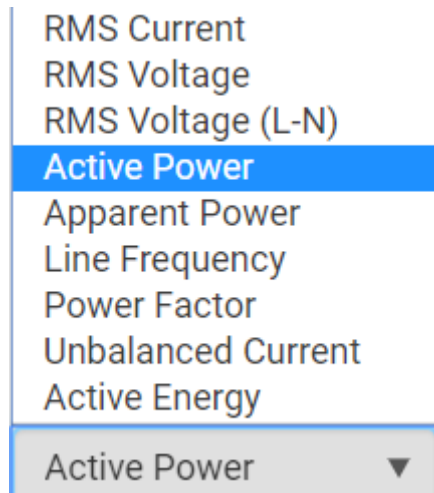 RMS Current
RMS Voltage
RMS Voltage (L-N)
Active Power
Apparent Power
Line Frequency
Power Factor
Unbalanced Current
Active Energy
Active Power